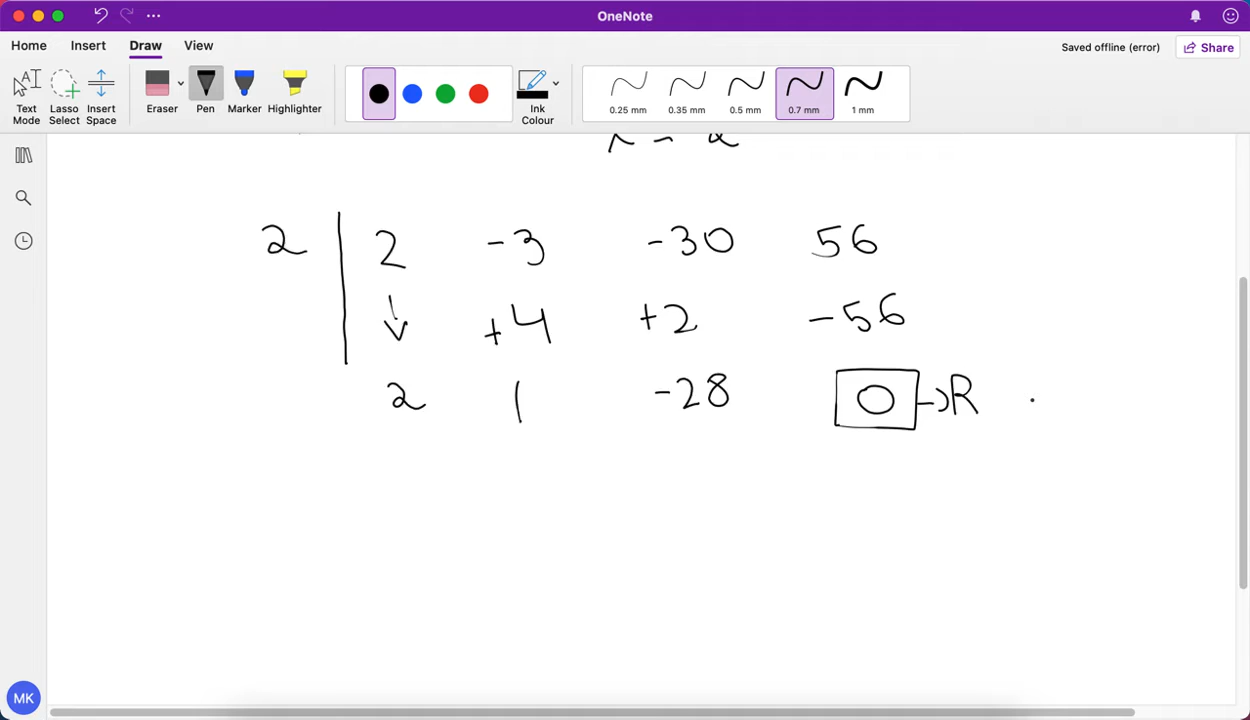 OneNote
Home Insert Draw View
Saved offline (error) Share
Text Mode Lasso Select Insert Space Eraser Pen Marker Highlighter Ink Colour 0.25 mm 0.35 mm 0.5 mm 0.7 mm 1 mm
2 | 2 -3 -30 56
↓ +4 +2 -56
2 1 -28 0 → R
MK